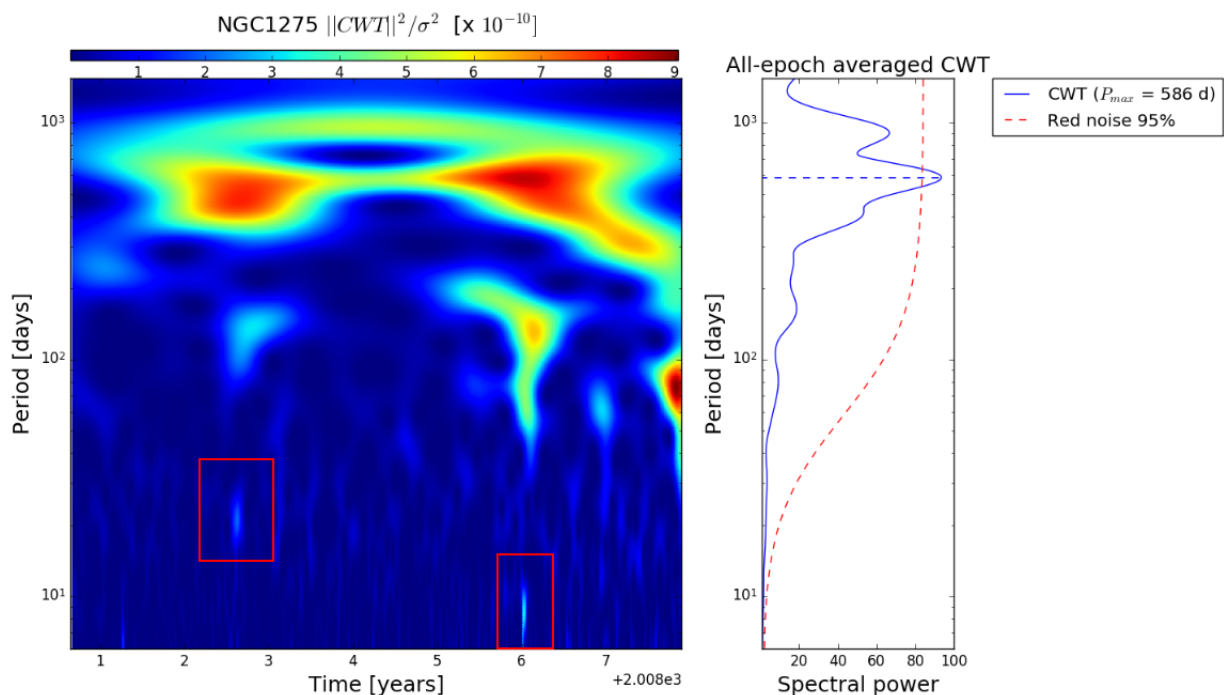 NGC1275 ||CWT||²/σ² [x 10⁻¹⁰]
1 2 3 4 5 6 7 8 9
Period [days]
10³
10²
10¹
1 2 3 4 5 6 7
Time [years]
+2.008e3
All-epoch averaged CWT
Period [days]
10³
10²
10¹
20 40 60 80 100
Spectral power
CWT (P_max = 586 d)
Red noise 95%